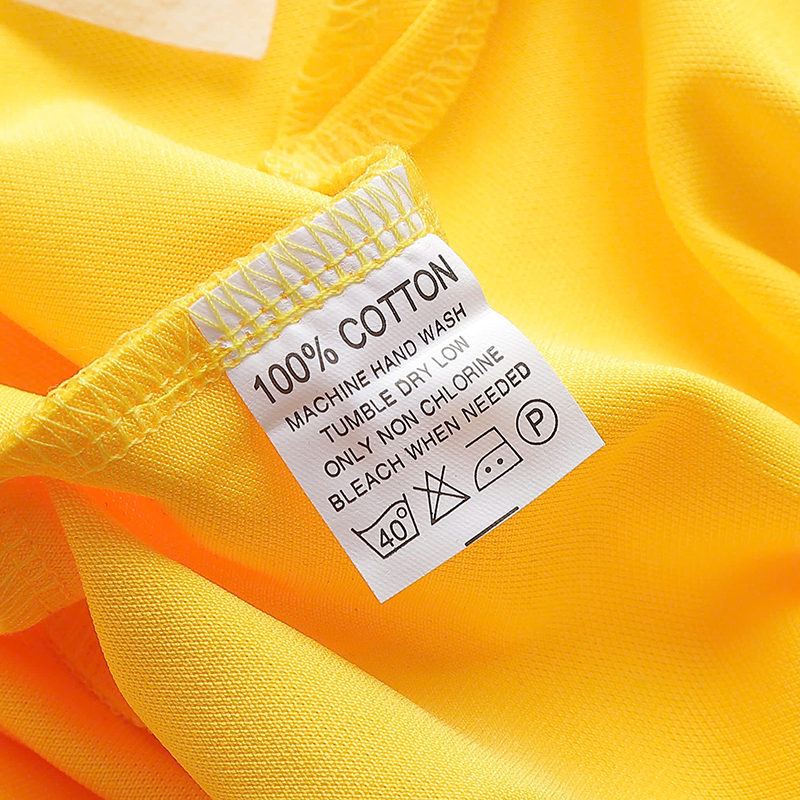 100% COTTON
MACHINE HAND WASH
TUMBLE DRY LOW
ONLY NON CHLORINE
BLEACH WHEN NEEDED
40° P